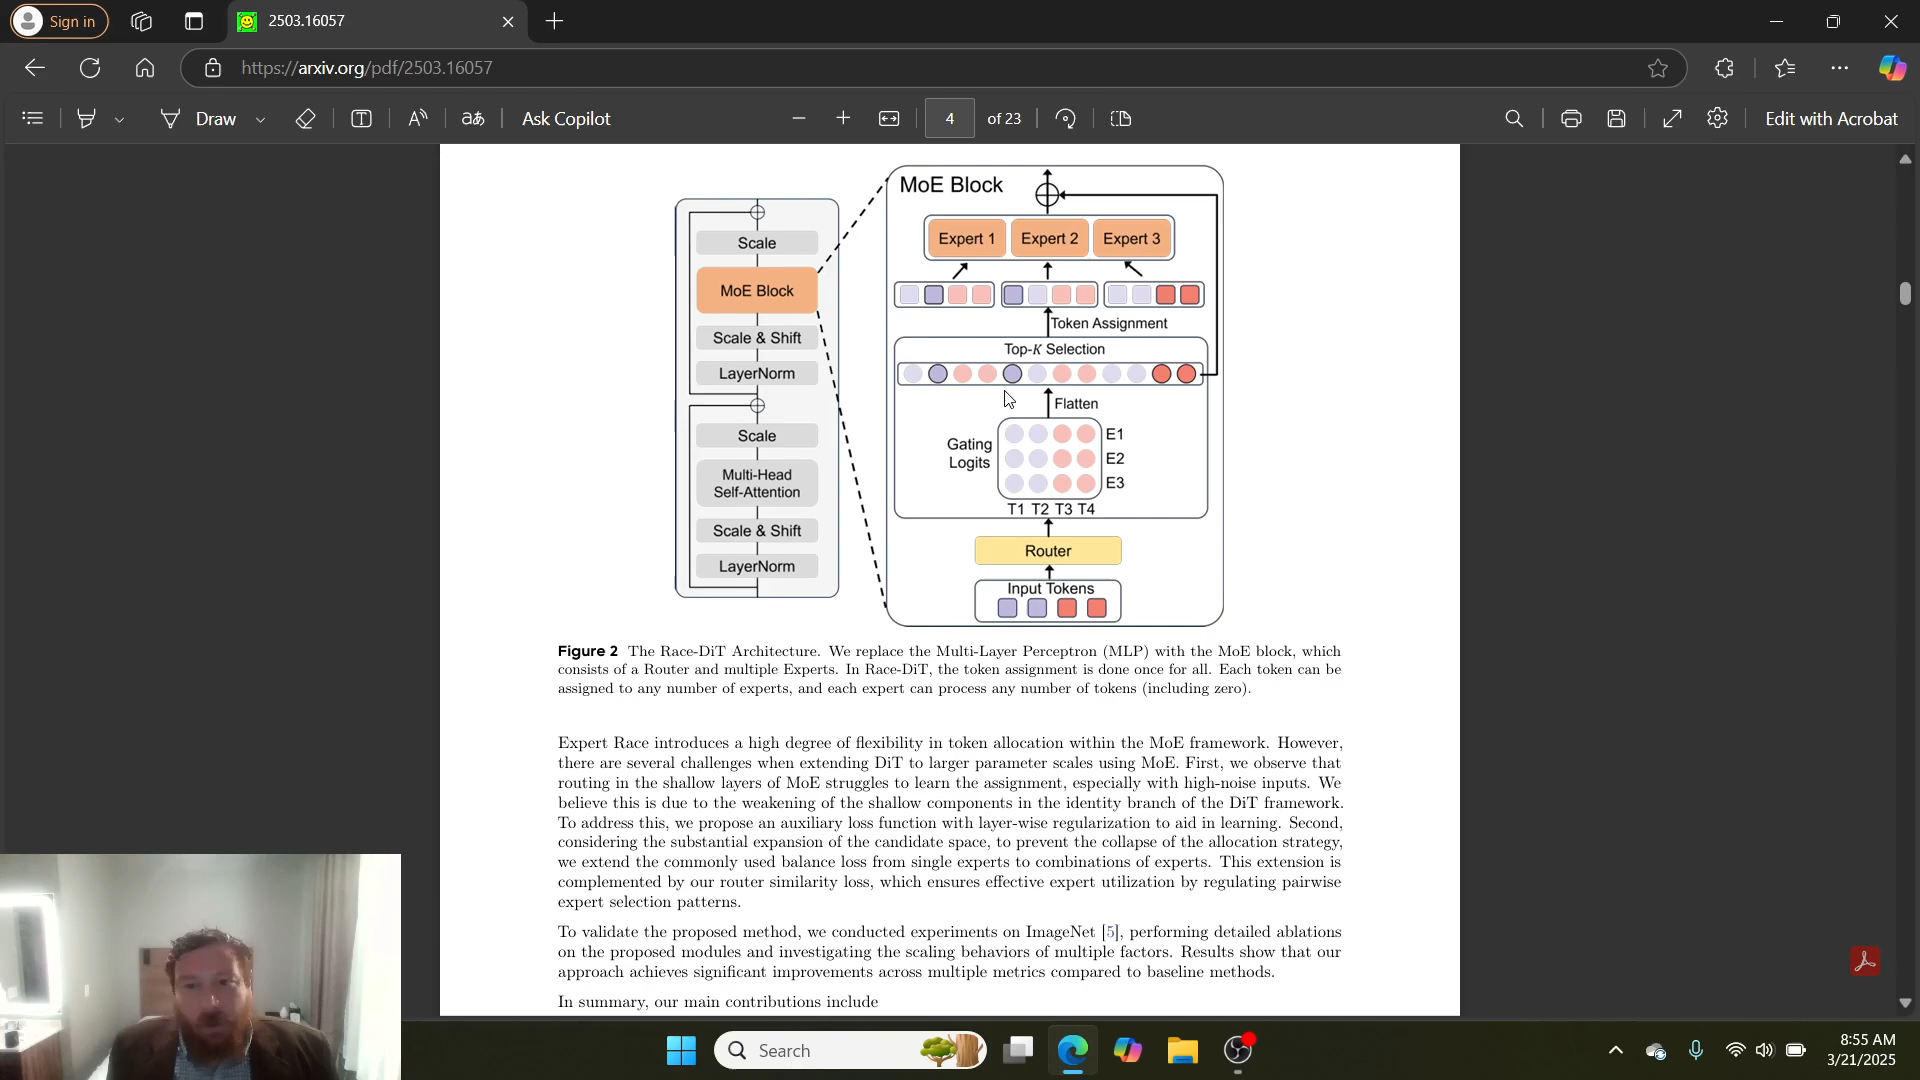 Sign in
2503.16057
https://arxiv.org/pdf/2503.16057
Draw
aあ
Ask Copilot
4
of 23
Edit with Acrobat
Scale
MoE Block
Scale & Shift
LayerNorm
Scale
Multi-Head
Self-Attention
Scale & Shift
LayerNorm
MoE Block
Expert 1
Expert 2
Expert 3
Token Assignment
Top-K Selection
Flatten
Gating
Logits
E1
E2
E3
T1 T2 T3 T4
Router
Input Tokens
Figure 2 The Race-DiT Architecture. We replace the Multi-Layer Perceptron (MLP) with the MoE block, which
consists of a Router and multiple Experts. In Race-DiT, the token assignment is done once for all. Each token can be
assigned to any number of experts, and each expert can process any number of tokens (including zero).
Expert Race introduces a high degree of flexibility in token allocation within the MoE framework. However,
there are several challenges when extending DiT to larger parameter scales using MoE. First, we observe that
routing in the shallow layers of MoE struggles to learn the assignment, especially with high-noise inputs. We
believe this is due to the weakening of the shallow components in the identity branch of the DiT framework.
To address this, we propose an auxiliary loss function with layer-wise regularization to aid in learning. Second,
considering the substantial expansion of the candidate space, to prevent the collapse of the allocation strategy,
we extend the commonly used balance loss from single experts to combinations of experts. This extension is
complemented by our router similarity loss, which ensures effective expert utilization by regulating pairwise
expert selection patterns.
To validate the proposed method, we conducted experiments on ImageNet [5], performing detailed ablations
on the proposed modules and investigating the scaling behaviors of multiple factors. Results show that our
approach achieves significant improvements across multiple metrics compared to baseline methods.
In summary, our main contributions include
Search
8:55 AM
3/21/2025